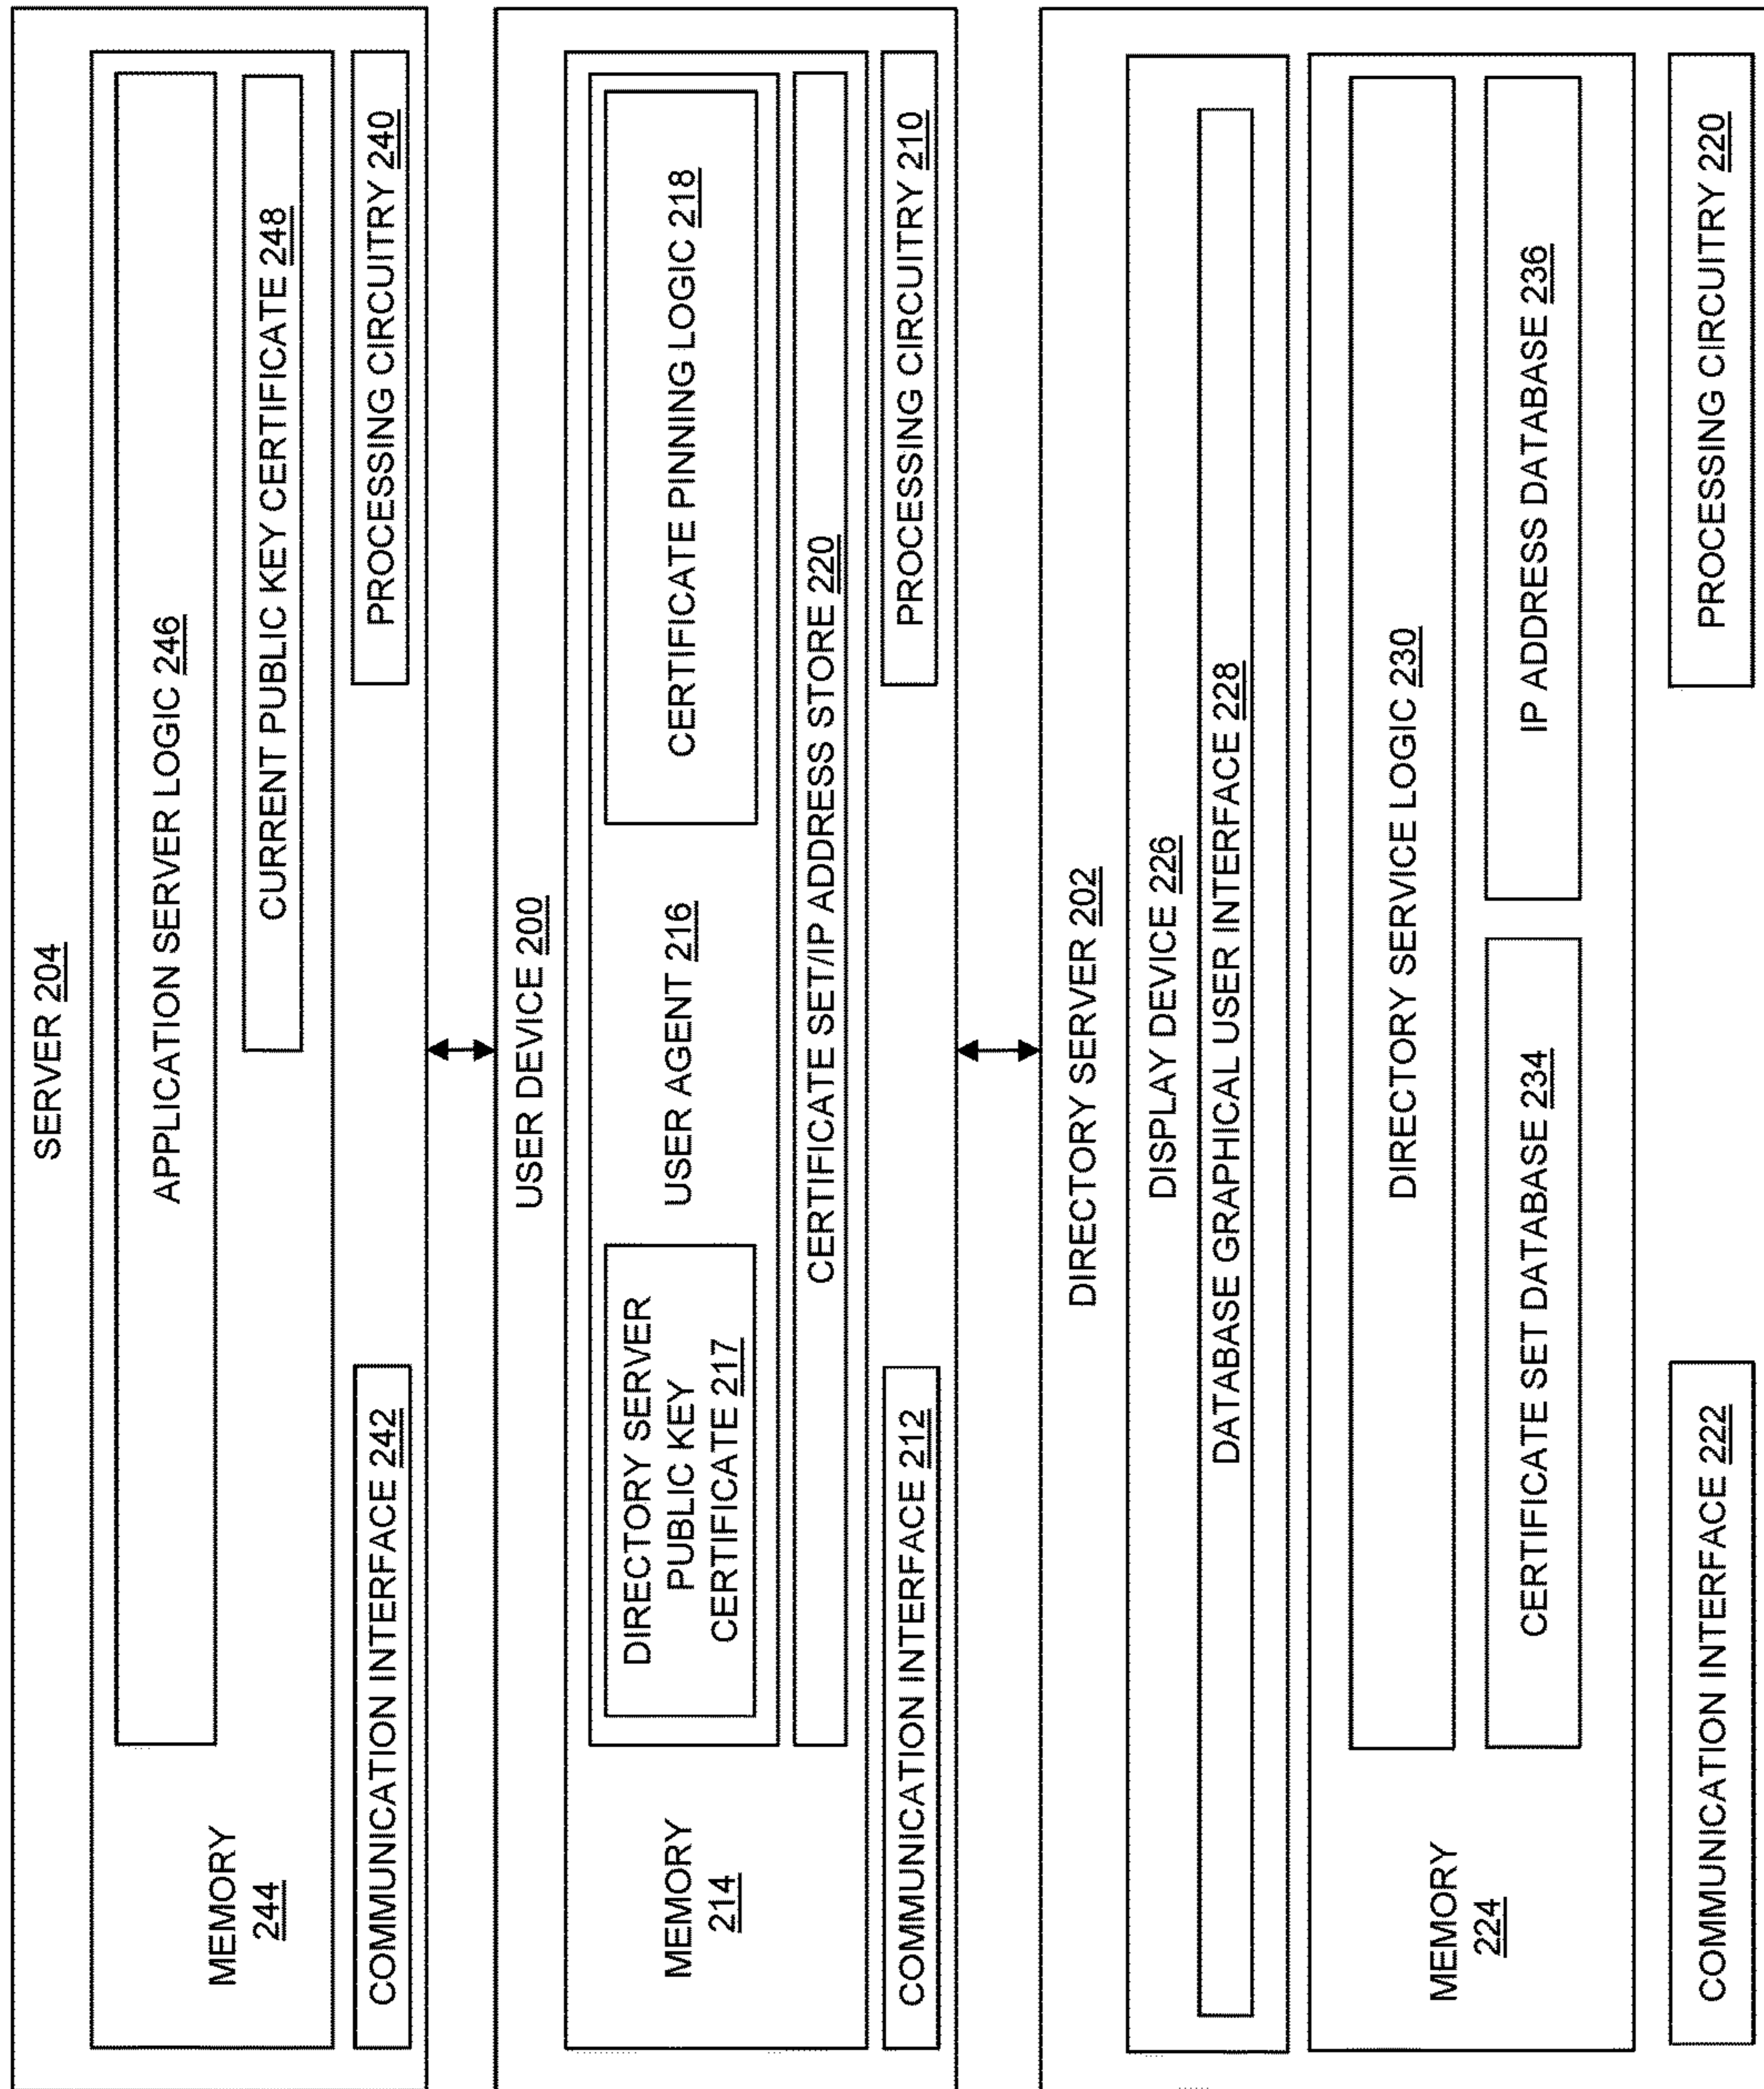 SERVER 204
APPLICATION SERVER LOGIC 246
CURRENT PUBLIC KEY CERTIFICATE 248
MEMORY
244
COMMUNICATION INTERFACE 242
PROCESSING CIRCUITRY 240
USER DEVICE 200
DIRECTORY SERVER
PUBLIC KEY
CERTIFICATE 217
USER AGENT 216
CERTIFICATE PINNING LOGIC 218
MEMORY
214
CERTIFICATE SET/IP ADDRESS STORE 220
COMMUNICATION INTERFACE 212
PROCESSING CIRCUITRY 210
DIRECTORY SERVER 202
DISPLAY DEVICE 226
DATABASE GRAPHICAL USER INTERFACE 228
DIRECTORY SERVICE LOGIC 230
MEMORY
224
CERTIFICATE SET DATABASE 234
IP ADDRESS DATABASE 236
COMMUNICATION INTERFACE 222
PROCESSING CIRCUITRY 220